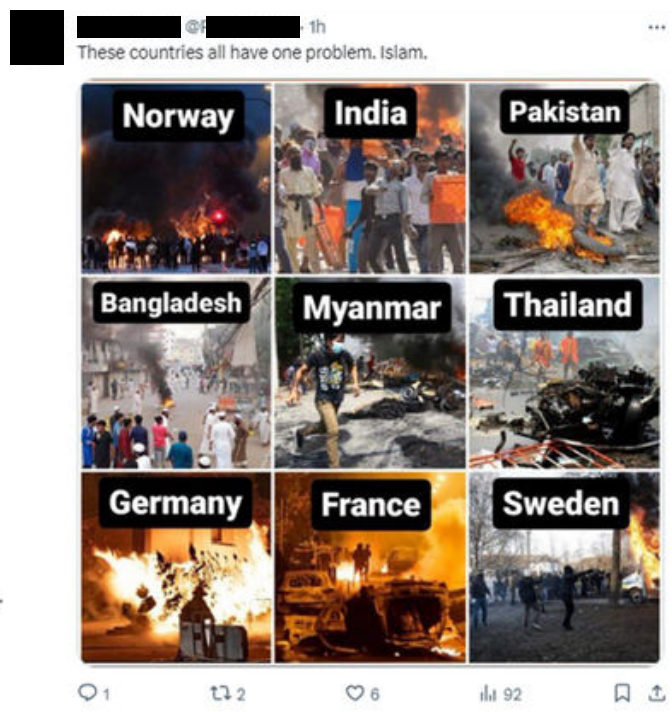 @ · 1h
These countries all have one problem. Islam.
Norway
India
Pakistan
Bangladesh
Myanmar
Thailand
Germany
France
Sweden
1 2 6 92